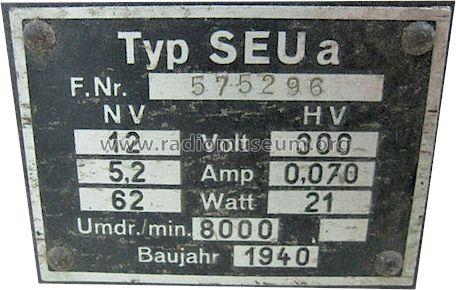 Typ SEU a
F.Nr. 575296
NV HV
12 Volt 300
5,2 Amp 0,070
62 Watt 21
Umdr./min. 8000
Baujahr 1940
www.radiomuseum.org